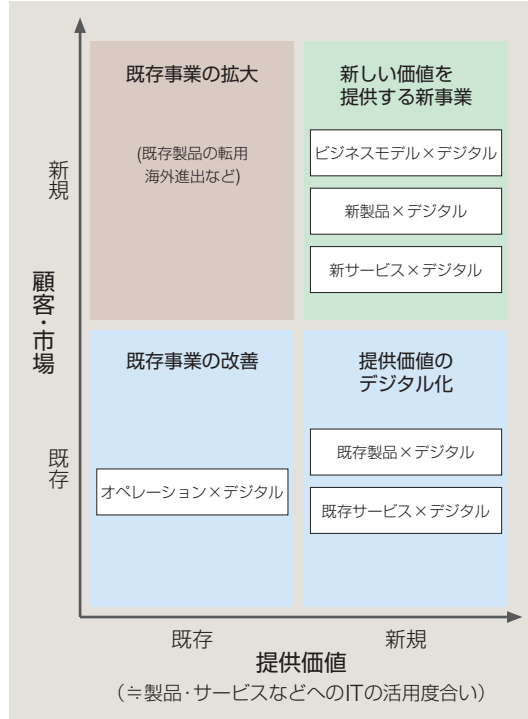 既存事業の拡大
(既存製品の転用
海外進出など)
新しい価値を
提供する新事業
ビジネスモデル×デジタル
新製品×デジタル
新サービス×デジタル
新規
顧客・市場
既存
既存事業の改善
オペレーション×デジタル
提供価値の
デジタル化
既存製品×デジタル
既存サービス×デジタル
既存
新規
提供価値
（≒製品・サービスなどへのITの活用度合い）